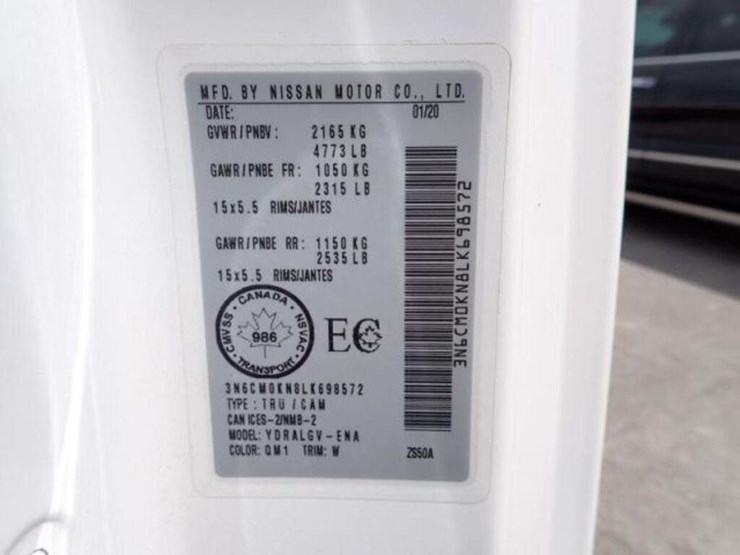 MFD. BY NISSAN MOTOR CO., LTD.
DATE: 01/20
GVWR/PNBV: 2165 KG
4773 LB
GAWR/PNBE FR: 1050 KG
2315 LB
15x5.5 RIMS/JANTES
GAWR/PNBE RR: 1150 KG
2535 LB
15x5.5 RIMS/JANTES
CANADA
CMVSS
NSVAC
986
TRANSPORT
EC
3N6CM0KN8LK698572
TYPE: TRU/CAM
CAN ICES-2/NMB-2
MODEL: YDRALGV-ENA
COLOR: QM1 TRIM: W
ZS50A
3N6CM0KN8LK698572